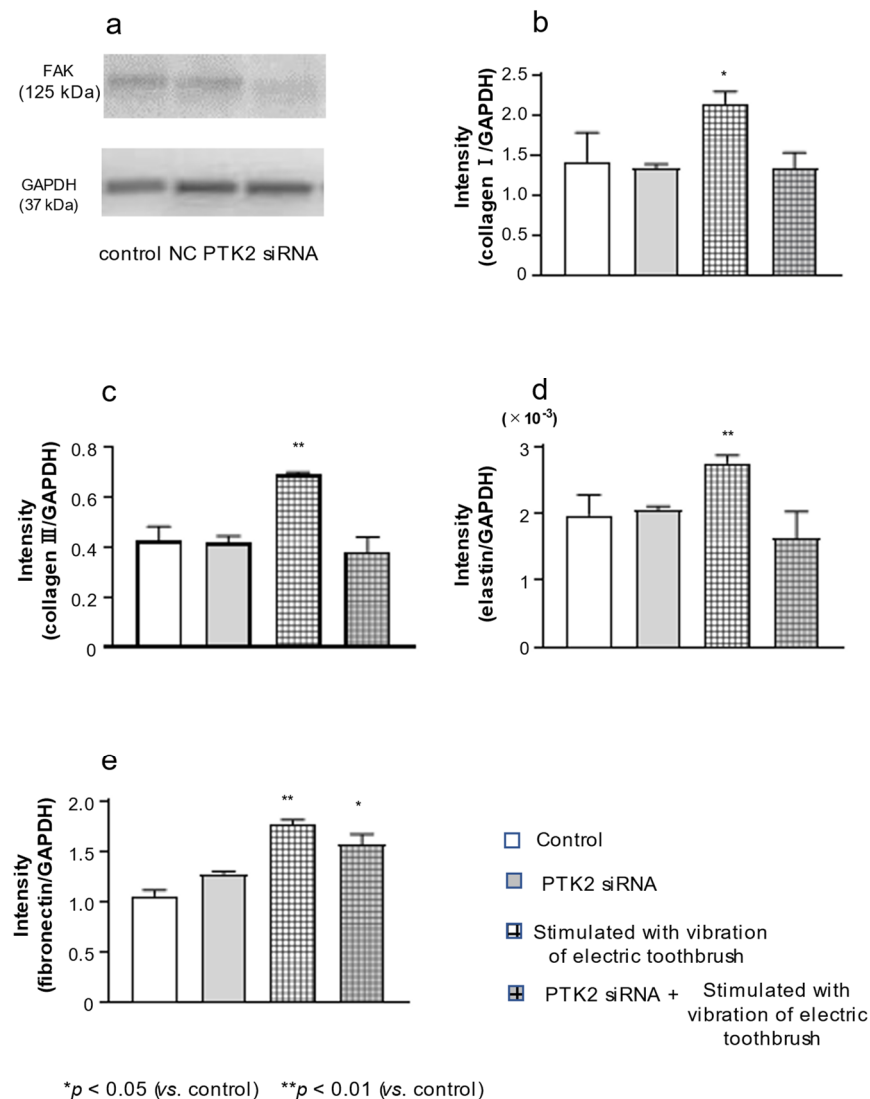 a
FAK
(125 kDa)
GAPDH
(37 kDa)
control NC PTK2 siRNA
b
Intensity
(collagen Ⅰ/GAPDH)
2.5
2.0
1.5
1.0
0.5
0
*
c
Intensity
(collagen Ⅲ/GAPDH)
0.8
0.6
0.4
0.2
0
**
d
(×10-3)
Intensity
(elastin/GAPDH)
3
2
1
0
**
e
Intensity
(fibronectin/GAPDH)
2.0
1.5
1.0
0.5
0
**
*
Control
PTK2 siRNA
Stimulated with vibration
of electric toothbrush
PTK2 siRNA + Stimulated with
vibration of electric
toothbrush
*p < 0.05 (vs. control) **p < 0.01 (vs. control)